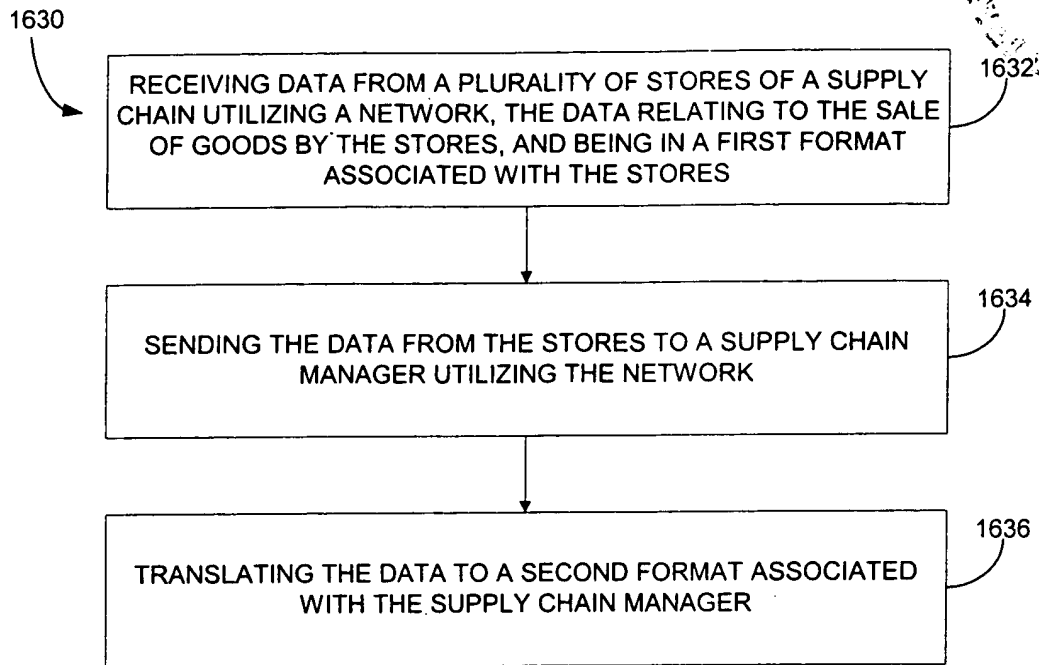 1630
RECEIVING DATA FROM A PLURALITY OF STORES OF A SUPPLY
CHAIN UTILIZING A NETWORK, THE DATA RELATING TO THE SALE
OF GOODS BY THE STORES, AND BEING IN A FIRST FORMAT
ASSOCIATED WITH THE STORES
1632
SENDING THE DATA FROM THE STORES TO A SUPPLY CHAIN
MANAGER UTILIZING THE NETWORK
1634
TRANSLATING THE DATA TO A SECOND FORMAT ASSOCIATED
WITH THE SUPPLY CHAIN MANAGER
1636